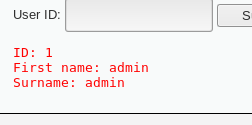 User ID:
ID: 1
First name: admin
Surname: admin